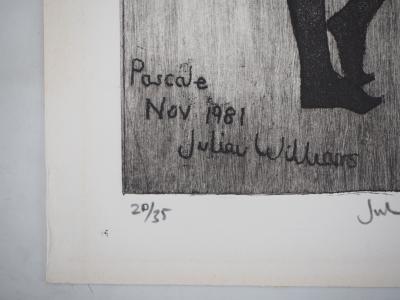 Pascale
Nov 1981
Julian Williams
20/35
Jul